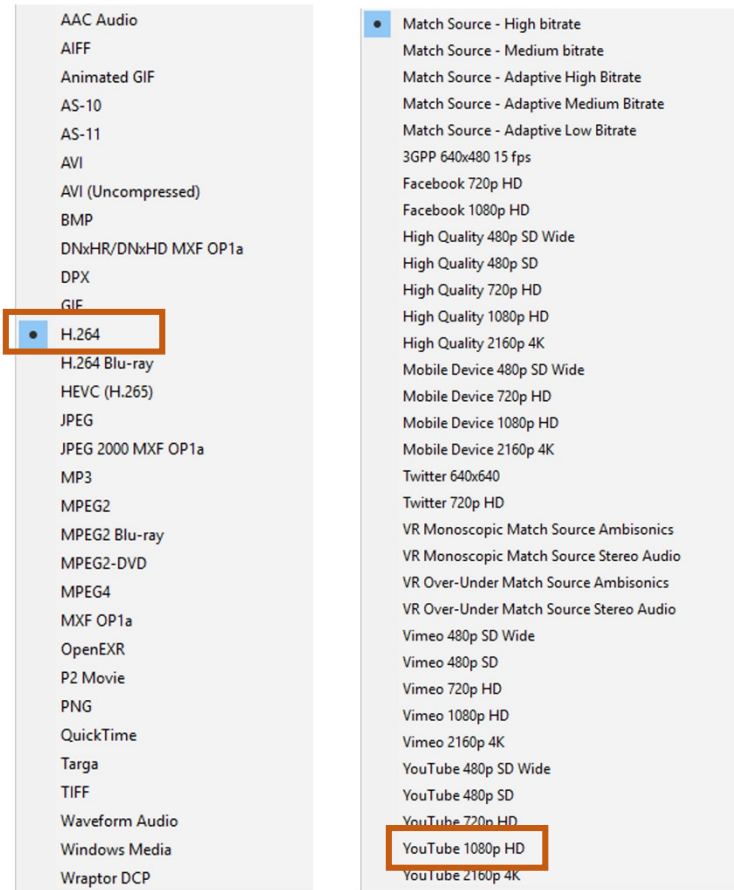 AAC Audio
AIFF
Animated GIF
AS-10
AS-11
AVI
AVI (Uncompressed)
BMP
DNxHR/DNxHD MXF OP1a
DPX
GIF
H.264
H.264 Blu-ray
HEVC (H.265)
JPEG
JPEG 2000 MXF OP1a
MP3
MPEG2
MPEG2 Blu-ray
MPEG2-DVD
MPEG4
MXF OP1a
OpenEXR
P2 Movie
PNG
QuickTime
Targa
TIFF
Waveform Audio
Windows Media
Wraptor DCP
Match Source - High bitrate
Match Source - Medium bitrate
Match Source - Adaptive High Bitrate
Match Source - Adaptive Medium Bitrate
Match Source - Adaptive Low Bitrate
3GPP 640x480 15 fps
Facebook 720p HD
Facebook 1080p HD
High Quality 480p SD Wide
High Quality 480p SD
High Quality 720p HD
High Quality 1080p HD
High Quality 2160p 4K
Mobile Device 480p SD Wide
Mobile Device 720p HD
Mobile Device 1080p HD
Mobile Device 2160p 4K
Twitter 640x640
Twitter 720p HD
VR Monoscopic Match Source Ambisonics
VR Monoscopic Match Source Stereo Audio
VR Over-Under Match Source Ambisonics
VR Over-Under Match Source Stereo Audio
Vimeo 480p SD Wide
Vimeo 480p SD
Vimeo 720p HD
Vimeo 1080p HD
Vimeo 2160p 4K
YouTube 480p SD Wide
YouTube 480p SD
YouTube 720p HD
YouTube 1080p HD
YouTube 2160p 4K